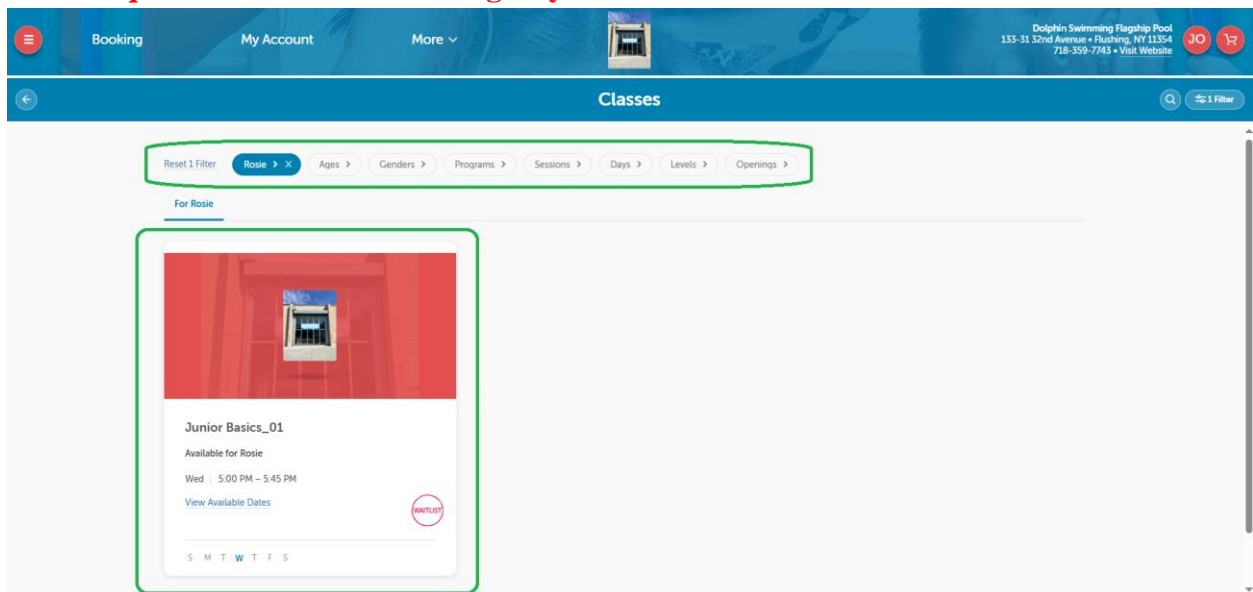 Booking
My Account
More
Dolphin Swimming Flagship Pool
133-31 32nd Avenue • Flushing, NY 11354
718-359-7743 • Visit Website
JO
Classes
1 Filter
Reset 1 Filter
Rosie > X
Ages >
Genders >
Programs >
Sessions >
Days >
Levels >
Openings >
For Rosie
Junior Basics_01
Available for Rosie
Wed | 5:00 PM – 5:45 PM
View Available Dates
WAITLIST
S M T W T F S